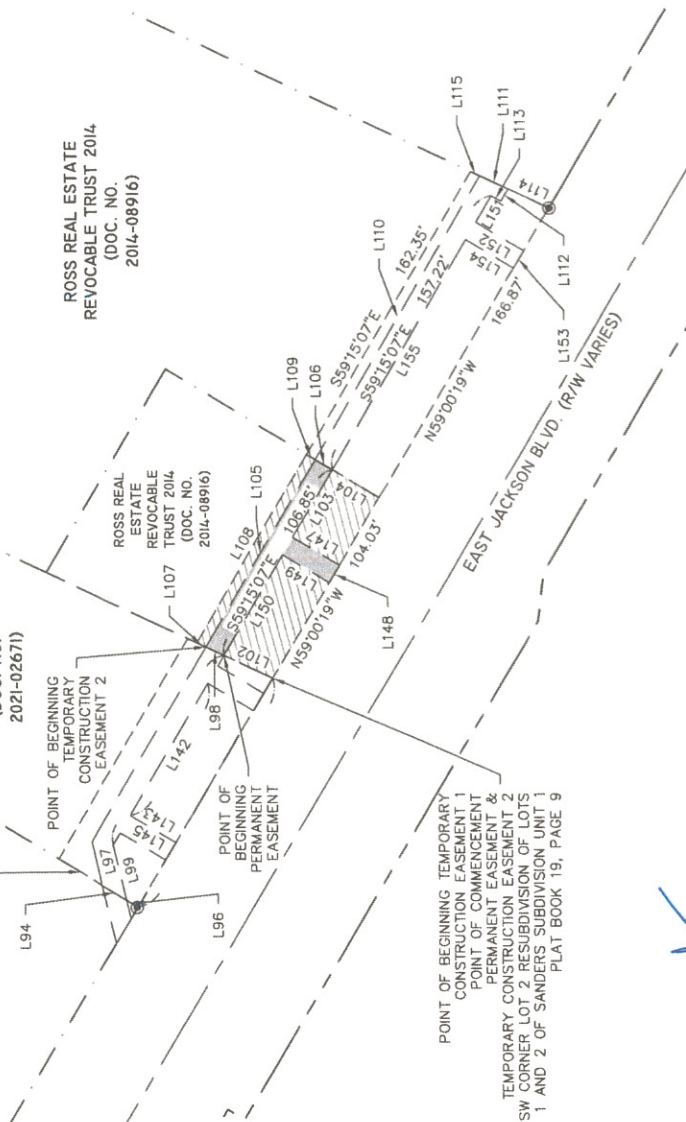 2021-02671)
POINT OF BEGINNING
TEMPORARY
CONSTRUCTION
EASEMENT 2
L94
L97
L99
L96
L143
L145
L142
L98
POINT OF
BEGINNING
PERMANENT
EASEMENT
L107
ROSS REAL
ESTATE
REVOCABLE
TRUST 2014
(DOC. NO.
2014-08916)
L105
L108
L109
L106
L102
S59°15'07"E
106.85'
L150
L149
L147
L103
L104
N59°00'19"W
104.03'
L148
ROSS REAL ESTATE
REVOCABLE TRUST 2014
(DOC. NO.
2014-08916)
S59°15'07"E
162.35'
S59°15'07"E
157.22'
L155
L110
L115
L111
L113
L114
L151
L152
L154
L112
L153
N59°00'19"W
166.87'
EAST JACKSON BLVD. (R/W VARIES)
POINT OF BEGINNING TEMPORARY
CONSTRUCTION EASEMENT 1
POINT OF COMMENCEMENT
PERMANENT EASEMENT &
TEMPORARY CONSTRUCTION EASEMENT 2
SW CORNER LOT 2 RESUBDIVISION OF LOTS
1 AND 2 OF SANDERS SUBDIVISION UNIT 1
PLAT BOOK 19, PAGE 9